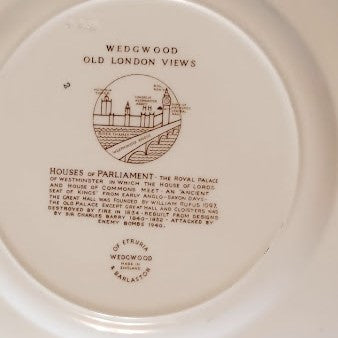 WEDGWOOD
OLD LONDON VIEWS
WESTMINSTER BRIDGE
HOUSES OF PARLIAMENT - THE ROYAL PALACE
OF WESTMINSTER IN WHICH THE HOUSE OF LORDS
AND HOUSE OF COMMONS MEET AN ANCIENT
SEAT OF KINGS FROM EARLY ANGLO SAXON DAYS-
THE GREAT HALL WAS FOUNDED BY WILLIAM RUFUS 1097.
THE OLD PALACE EXCEPT GREAT HALL AND CLOISTERS WAS
DESTROYED BY FIRE IN 1834-REBUILT FROM DESIGNS
BY SIR CHARLES BARRY 1840-1852 - ATTACKED BY
ENEMY BOMBS 1940.
OF ETRURIA
WEDGWOOD
MADE IN
ENGLAND
& BARLASTON